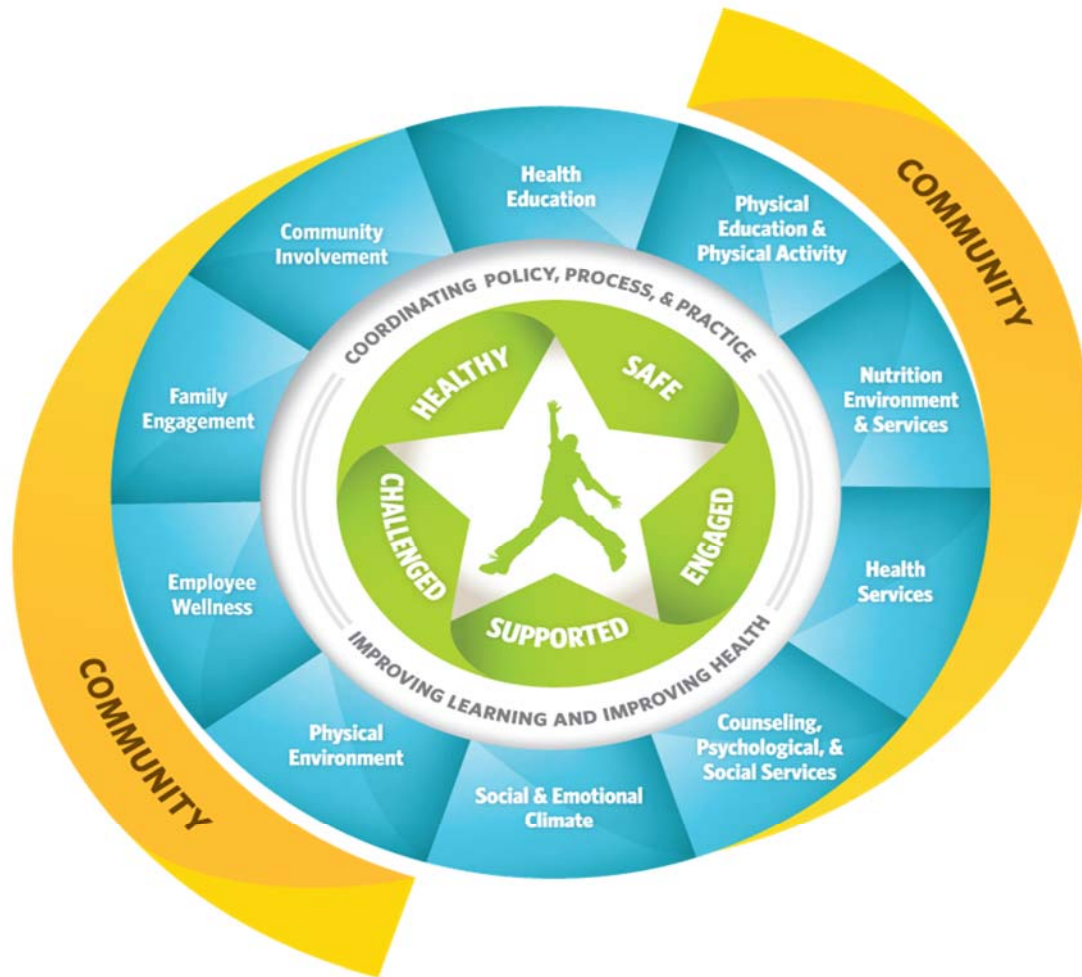 COMMUNITY
Health
Education
Physical
Education &
Physical Activity
Nutrition
Environment
& Services
Health
Services
Counseling,
Psychological, &
Social Services
Social & Emotional
Climate
Physical
Environment
Employee
Wellness
Family
Engagement
Community
Involvement
COORDINATING POLICY, PROCESS, & PRACTICE
IMPROVING LEARNING AND IMPROVING HEALTH
HEALTHY
SAFE
ENGAGED
SUPPORTED
CHALLENGED
COMMUNITY